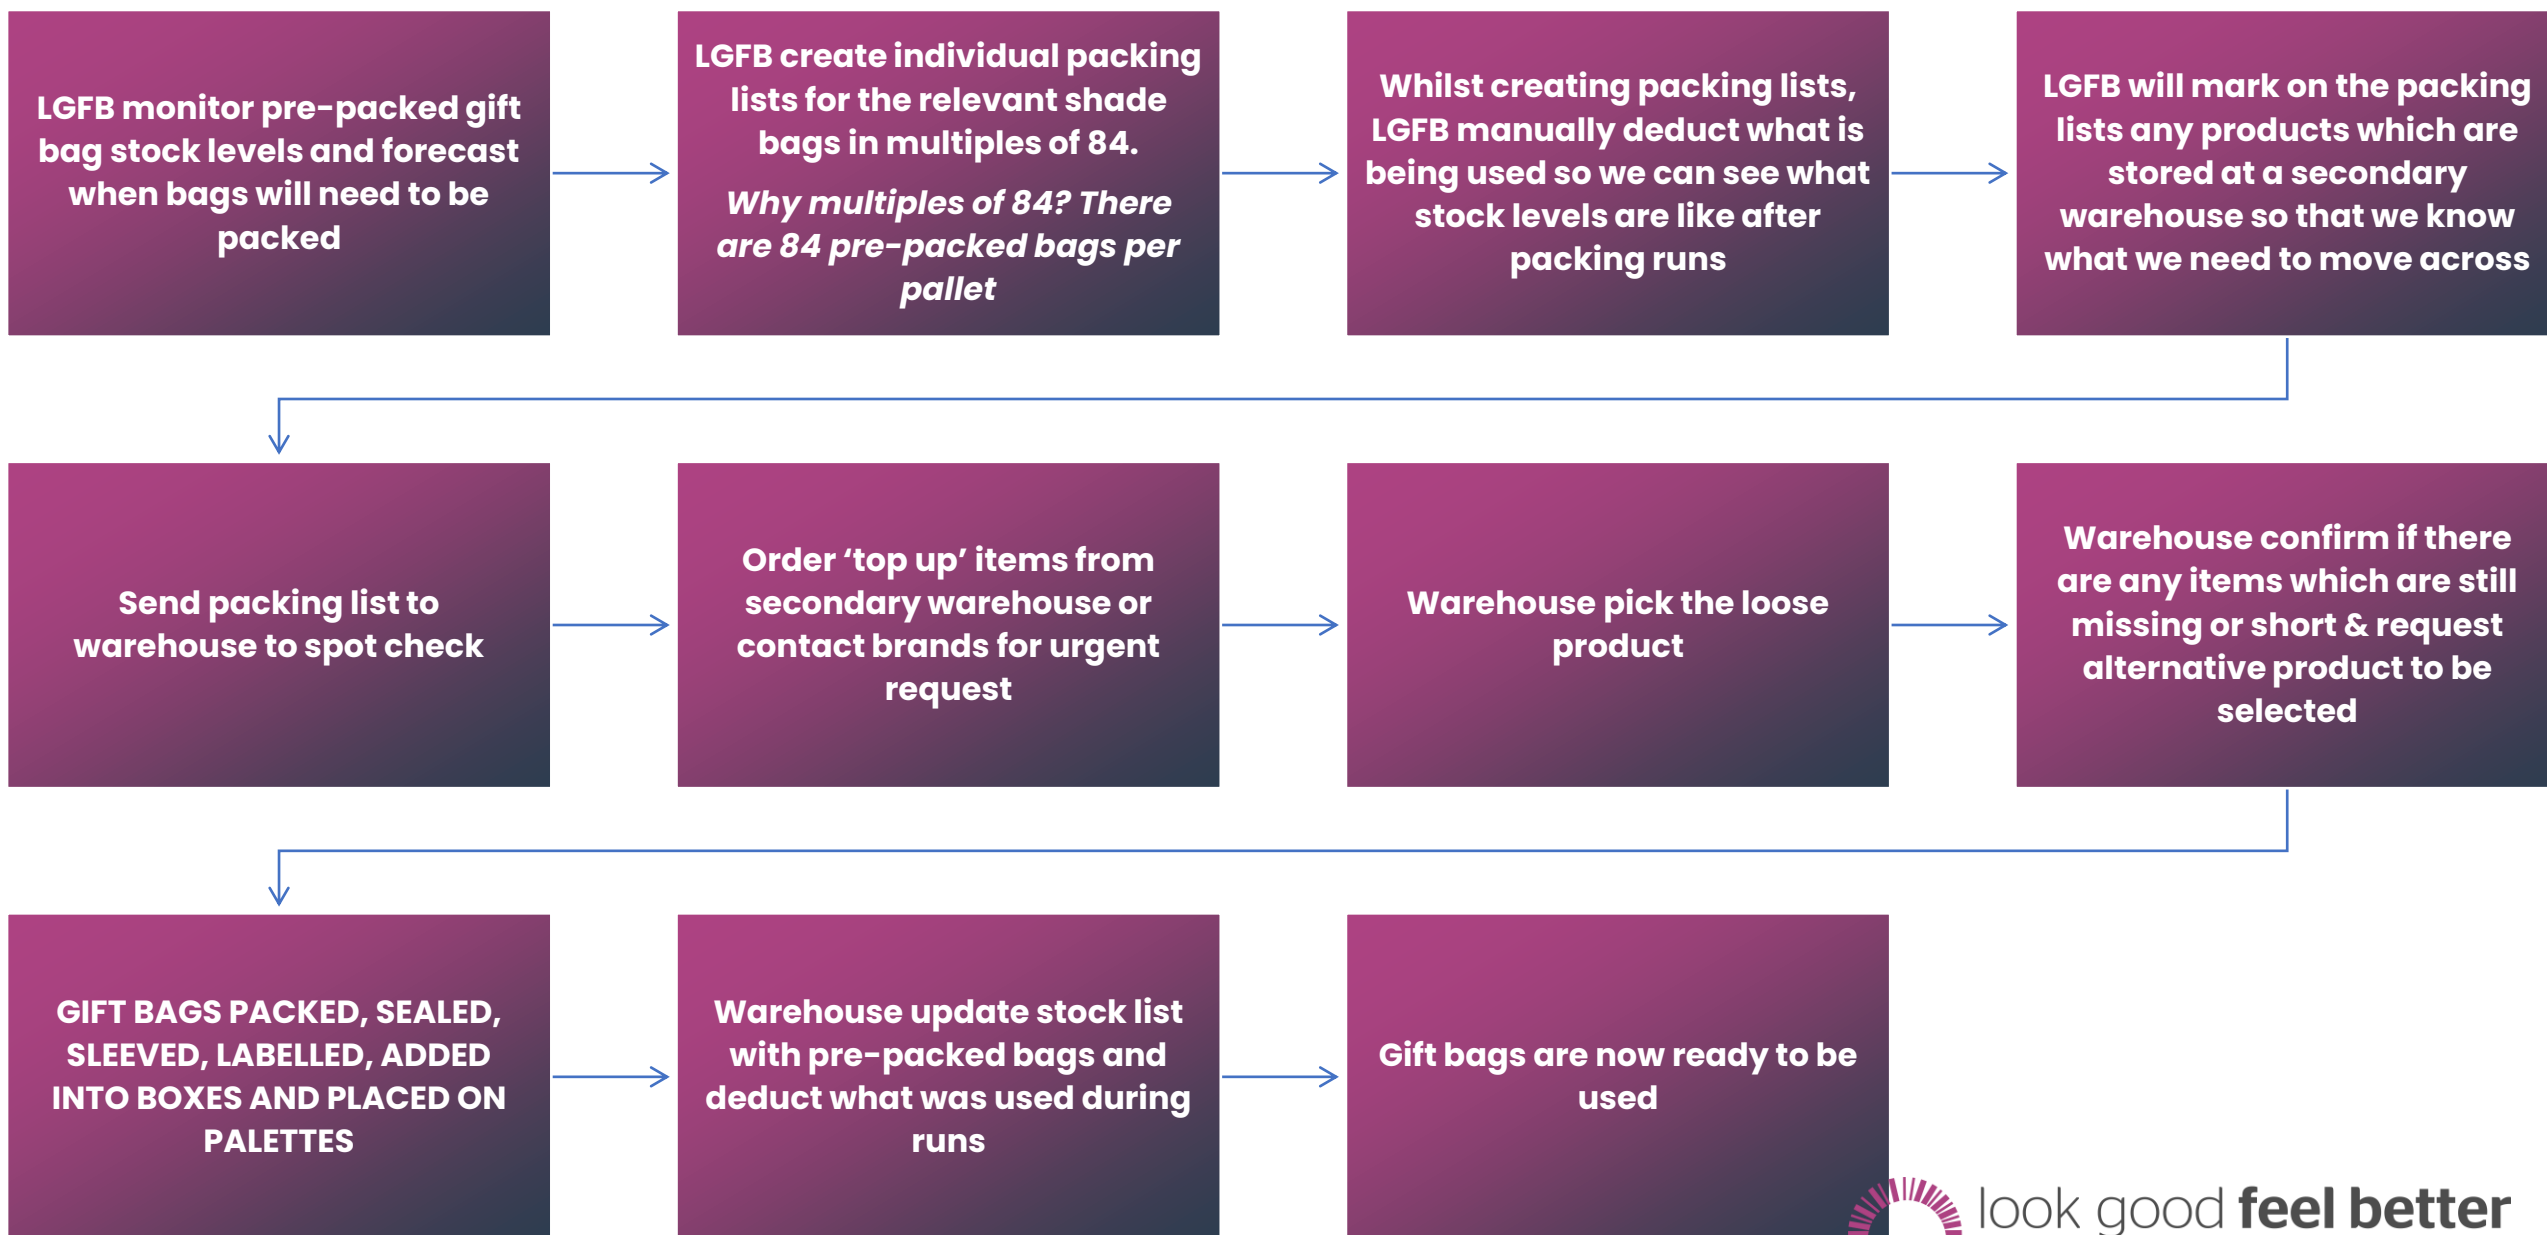 LGFB monitor pre-packed gift
bag stock levels and forecast
when bags will need to be
packed
LGFB create individual packing
lists for the relevant shade
bags in multiples of 84.
Why multiples of 84? There
are 84 pre-packed bags per
pallet
Whilst creating packing lists,
LGFB manually deduct what is
being used so we can see what
stock levels are like after
packing runs
LGFB will mark on the packing
lists any products which are
stored at a secondary
warehouse so that we know
what we need to move across
Send packing list to
warehouse to spot check
Order ‘top up’ items from
secondary warehouse or
contact brands for urgent
request
Warehouse pick the loose
product
Warehouse confirm if there
are any items which are still
missing or short & request
alternative product to be
selected
GIFT BAGS PACKED, SEALED,
SLEEVED, LABELLED, ADDED
INTO BOXES AND PLACED ON
PALETTES
Warehouse update stock list
with pre-packed bags and
deduct what was used during
runs
Gift bags are now ready to be
used
look good feel better